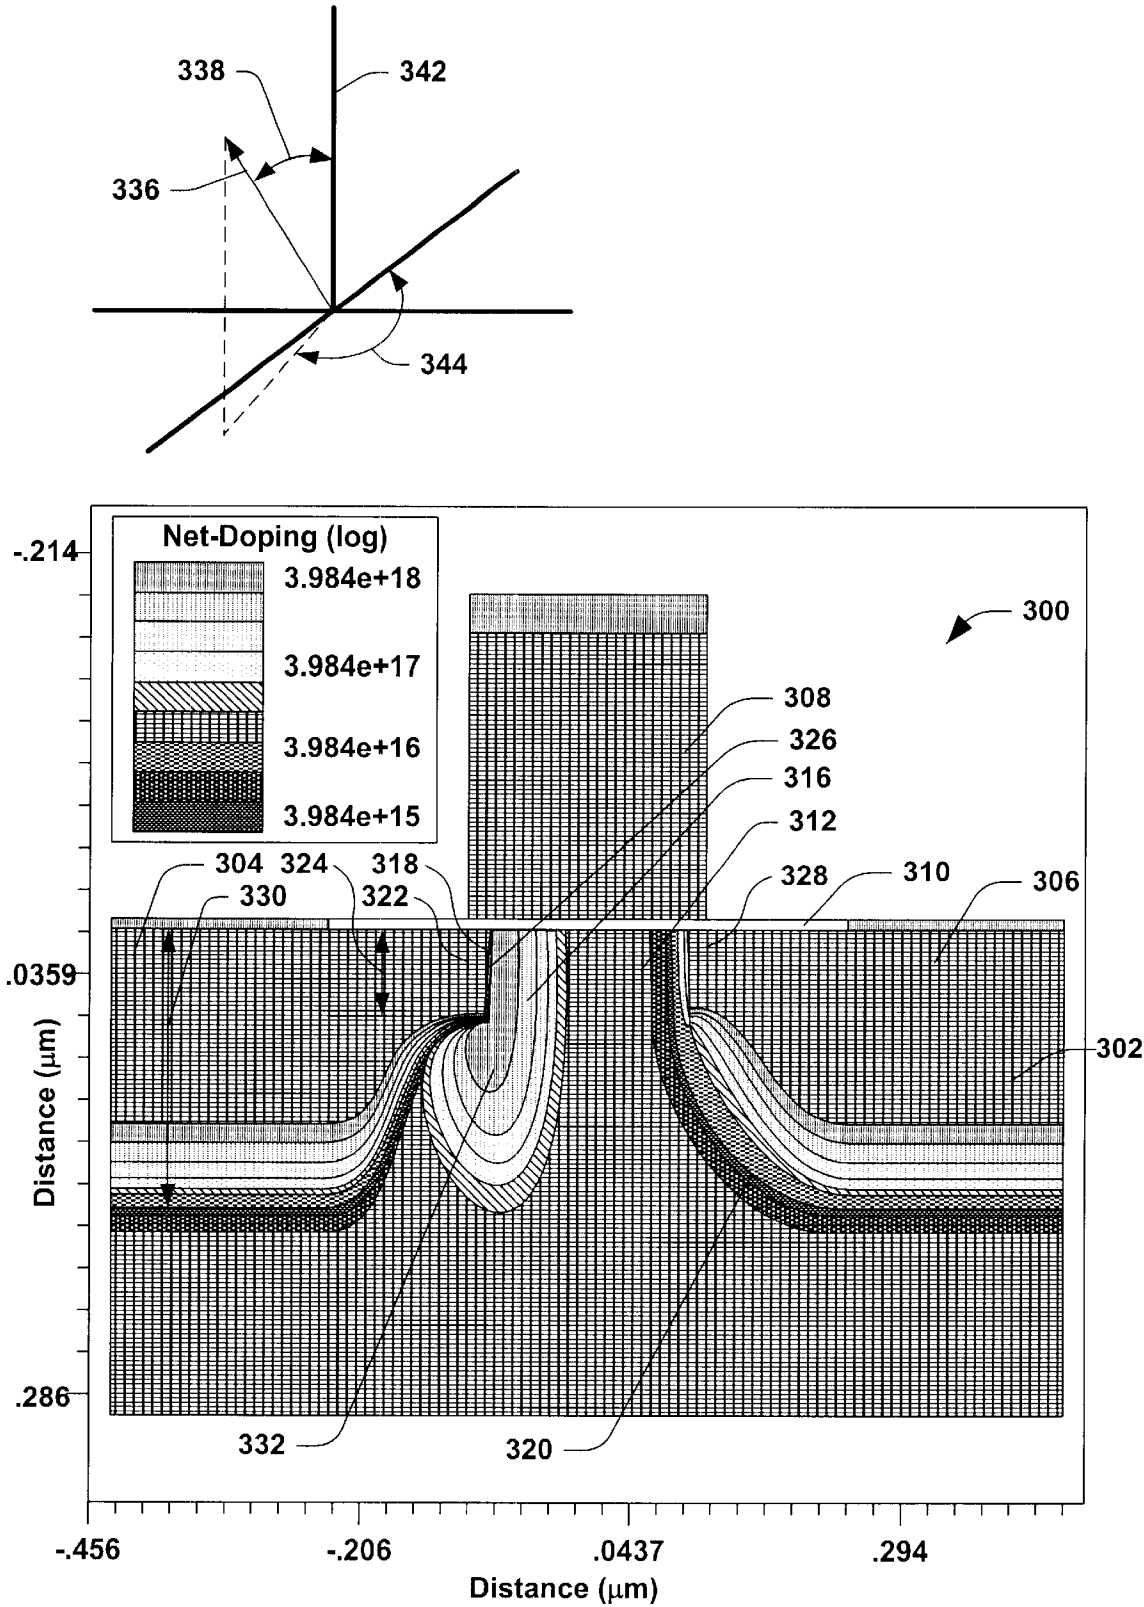 338
342
336
344
-.214
Net-Doping (log)
3.984e+18
3.984e+17
3.984e+16
3.984e+15
300
308
326
316
312
304 324 318 328 310 306
330 322
.0359
302
Distance (μm)
.286
332 320
-.456 -.206 .0437 .294
Distance (μm)